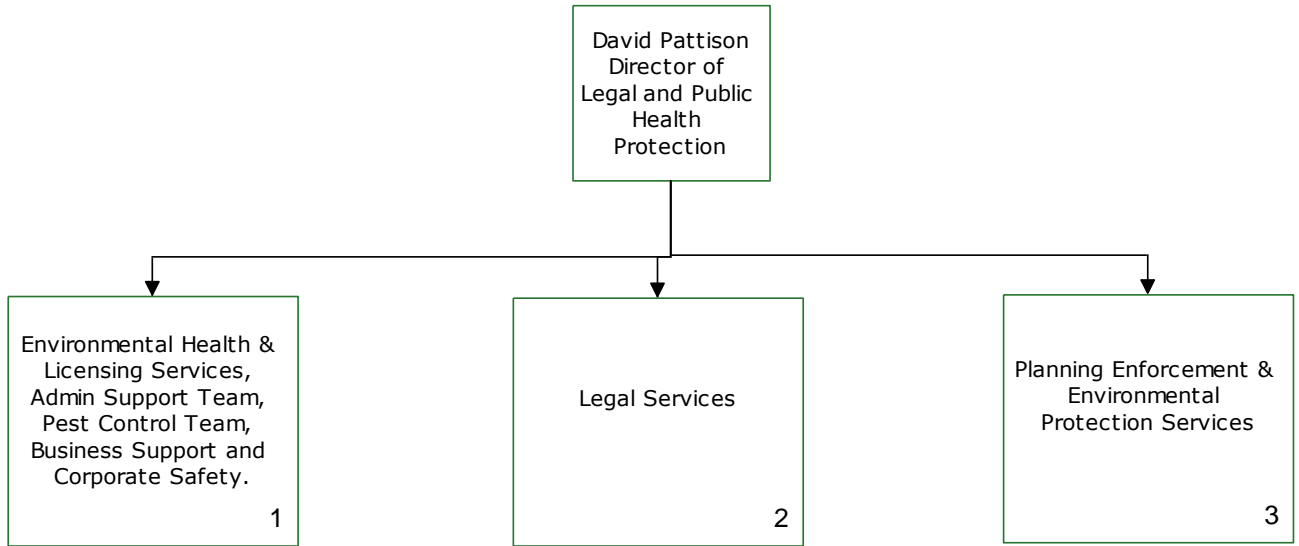 David Pattison
Director of
Legal and Public
Health
Protection
Environmental Health &
Licensing Services,
Admin Support Team,
Pest Control Team,
Business Support and
Corporate Safety.
1
Legal Services
2
Planning Enforcement &
Environmental
Protection Services
3